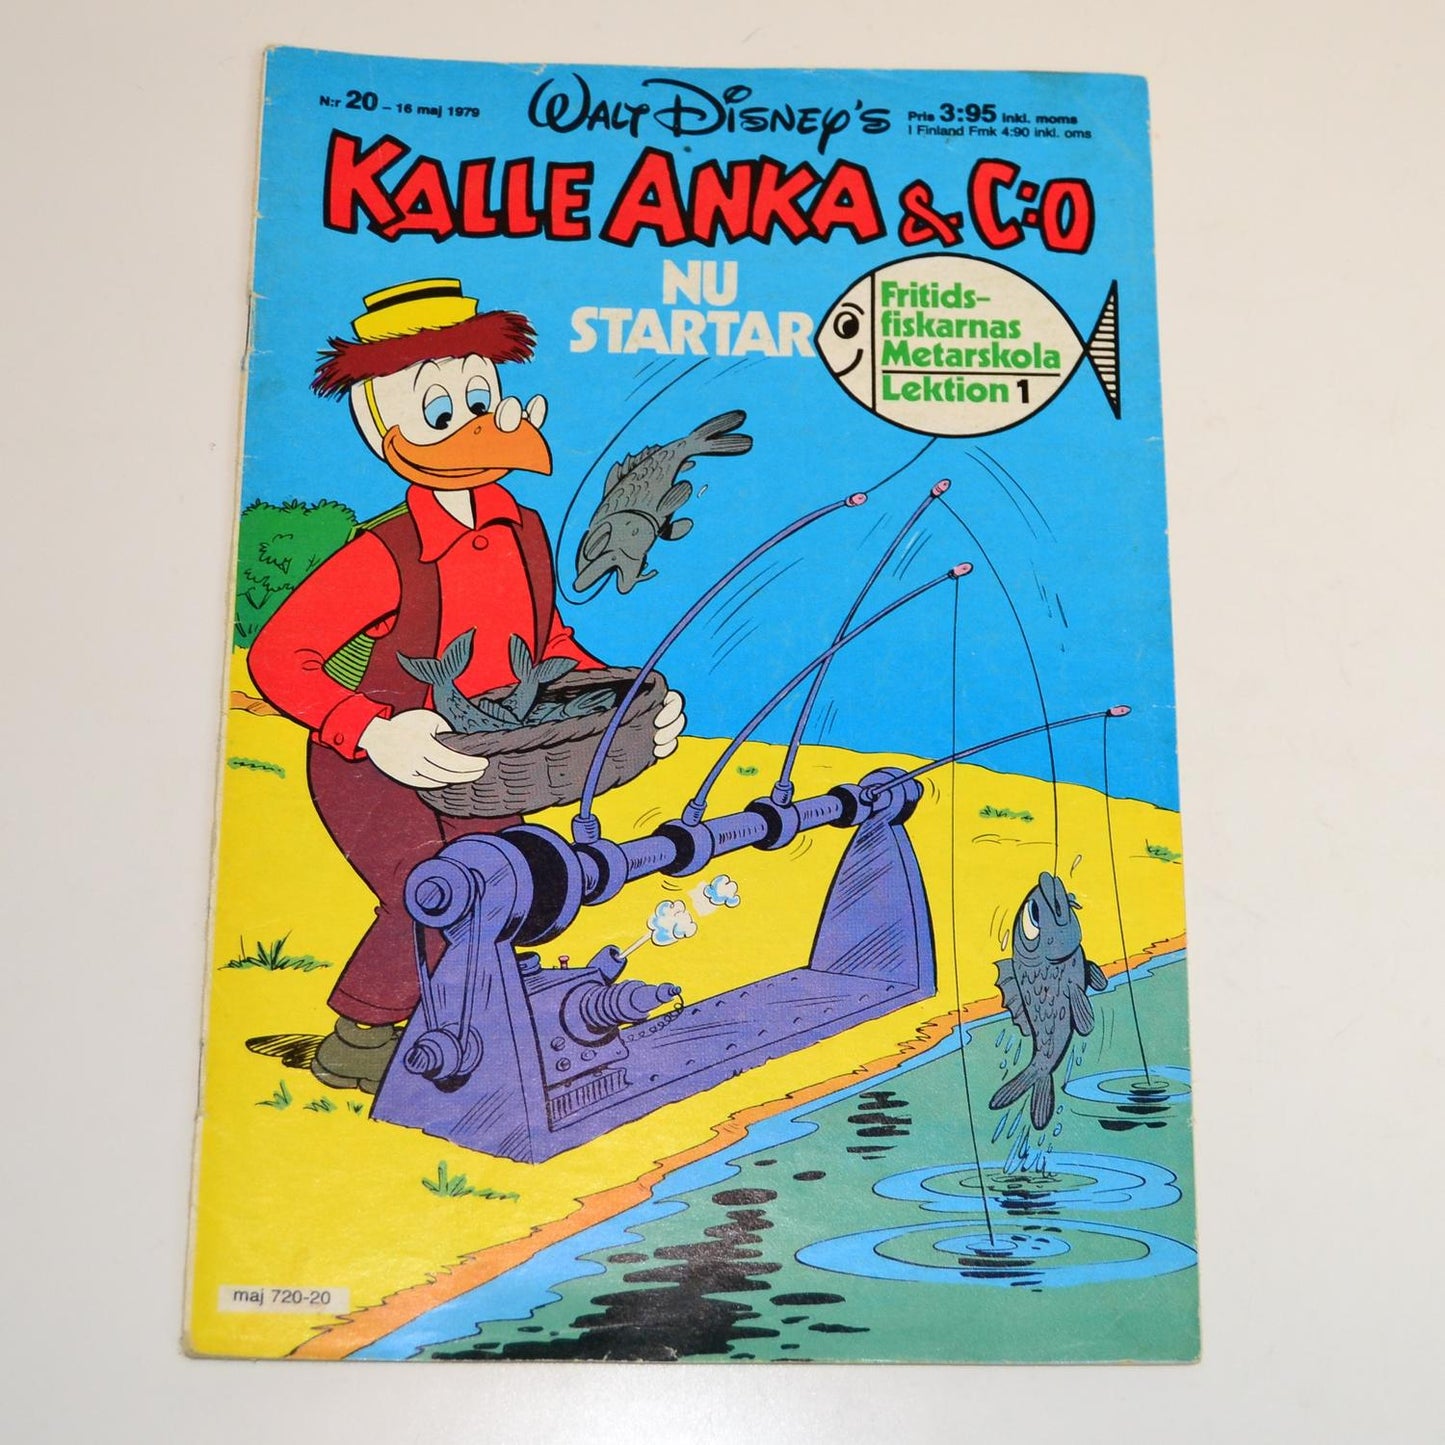 N:r 20 – 16 maj 1979
WALT DISNEY'S
Pris 3:95 inkl. moms
I Finland Fmk 4:90 inkl. oms
KALLE ANKA & C:O
NU
STARTAR
Fritids-
fiskarnas
Metarskola
Lektion 1
maj 720-20